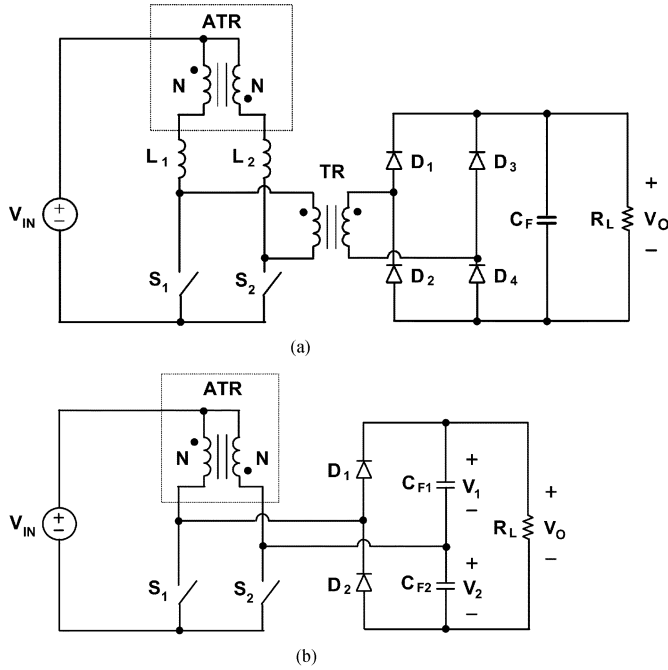 ATR
N N
L1 L2
TR
D1 D3
VIN + −
CF RL + VO −
S1 S2
D2 D4
(a)
ATR
N N
D1
CF1 + V1 −
VIN + −
RL + VO −
S1 S2
D2 CF2 + V2 −
(b)